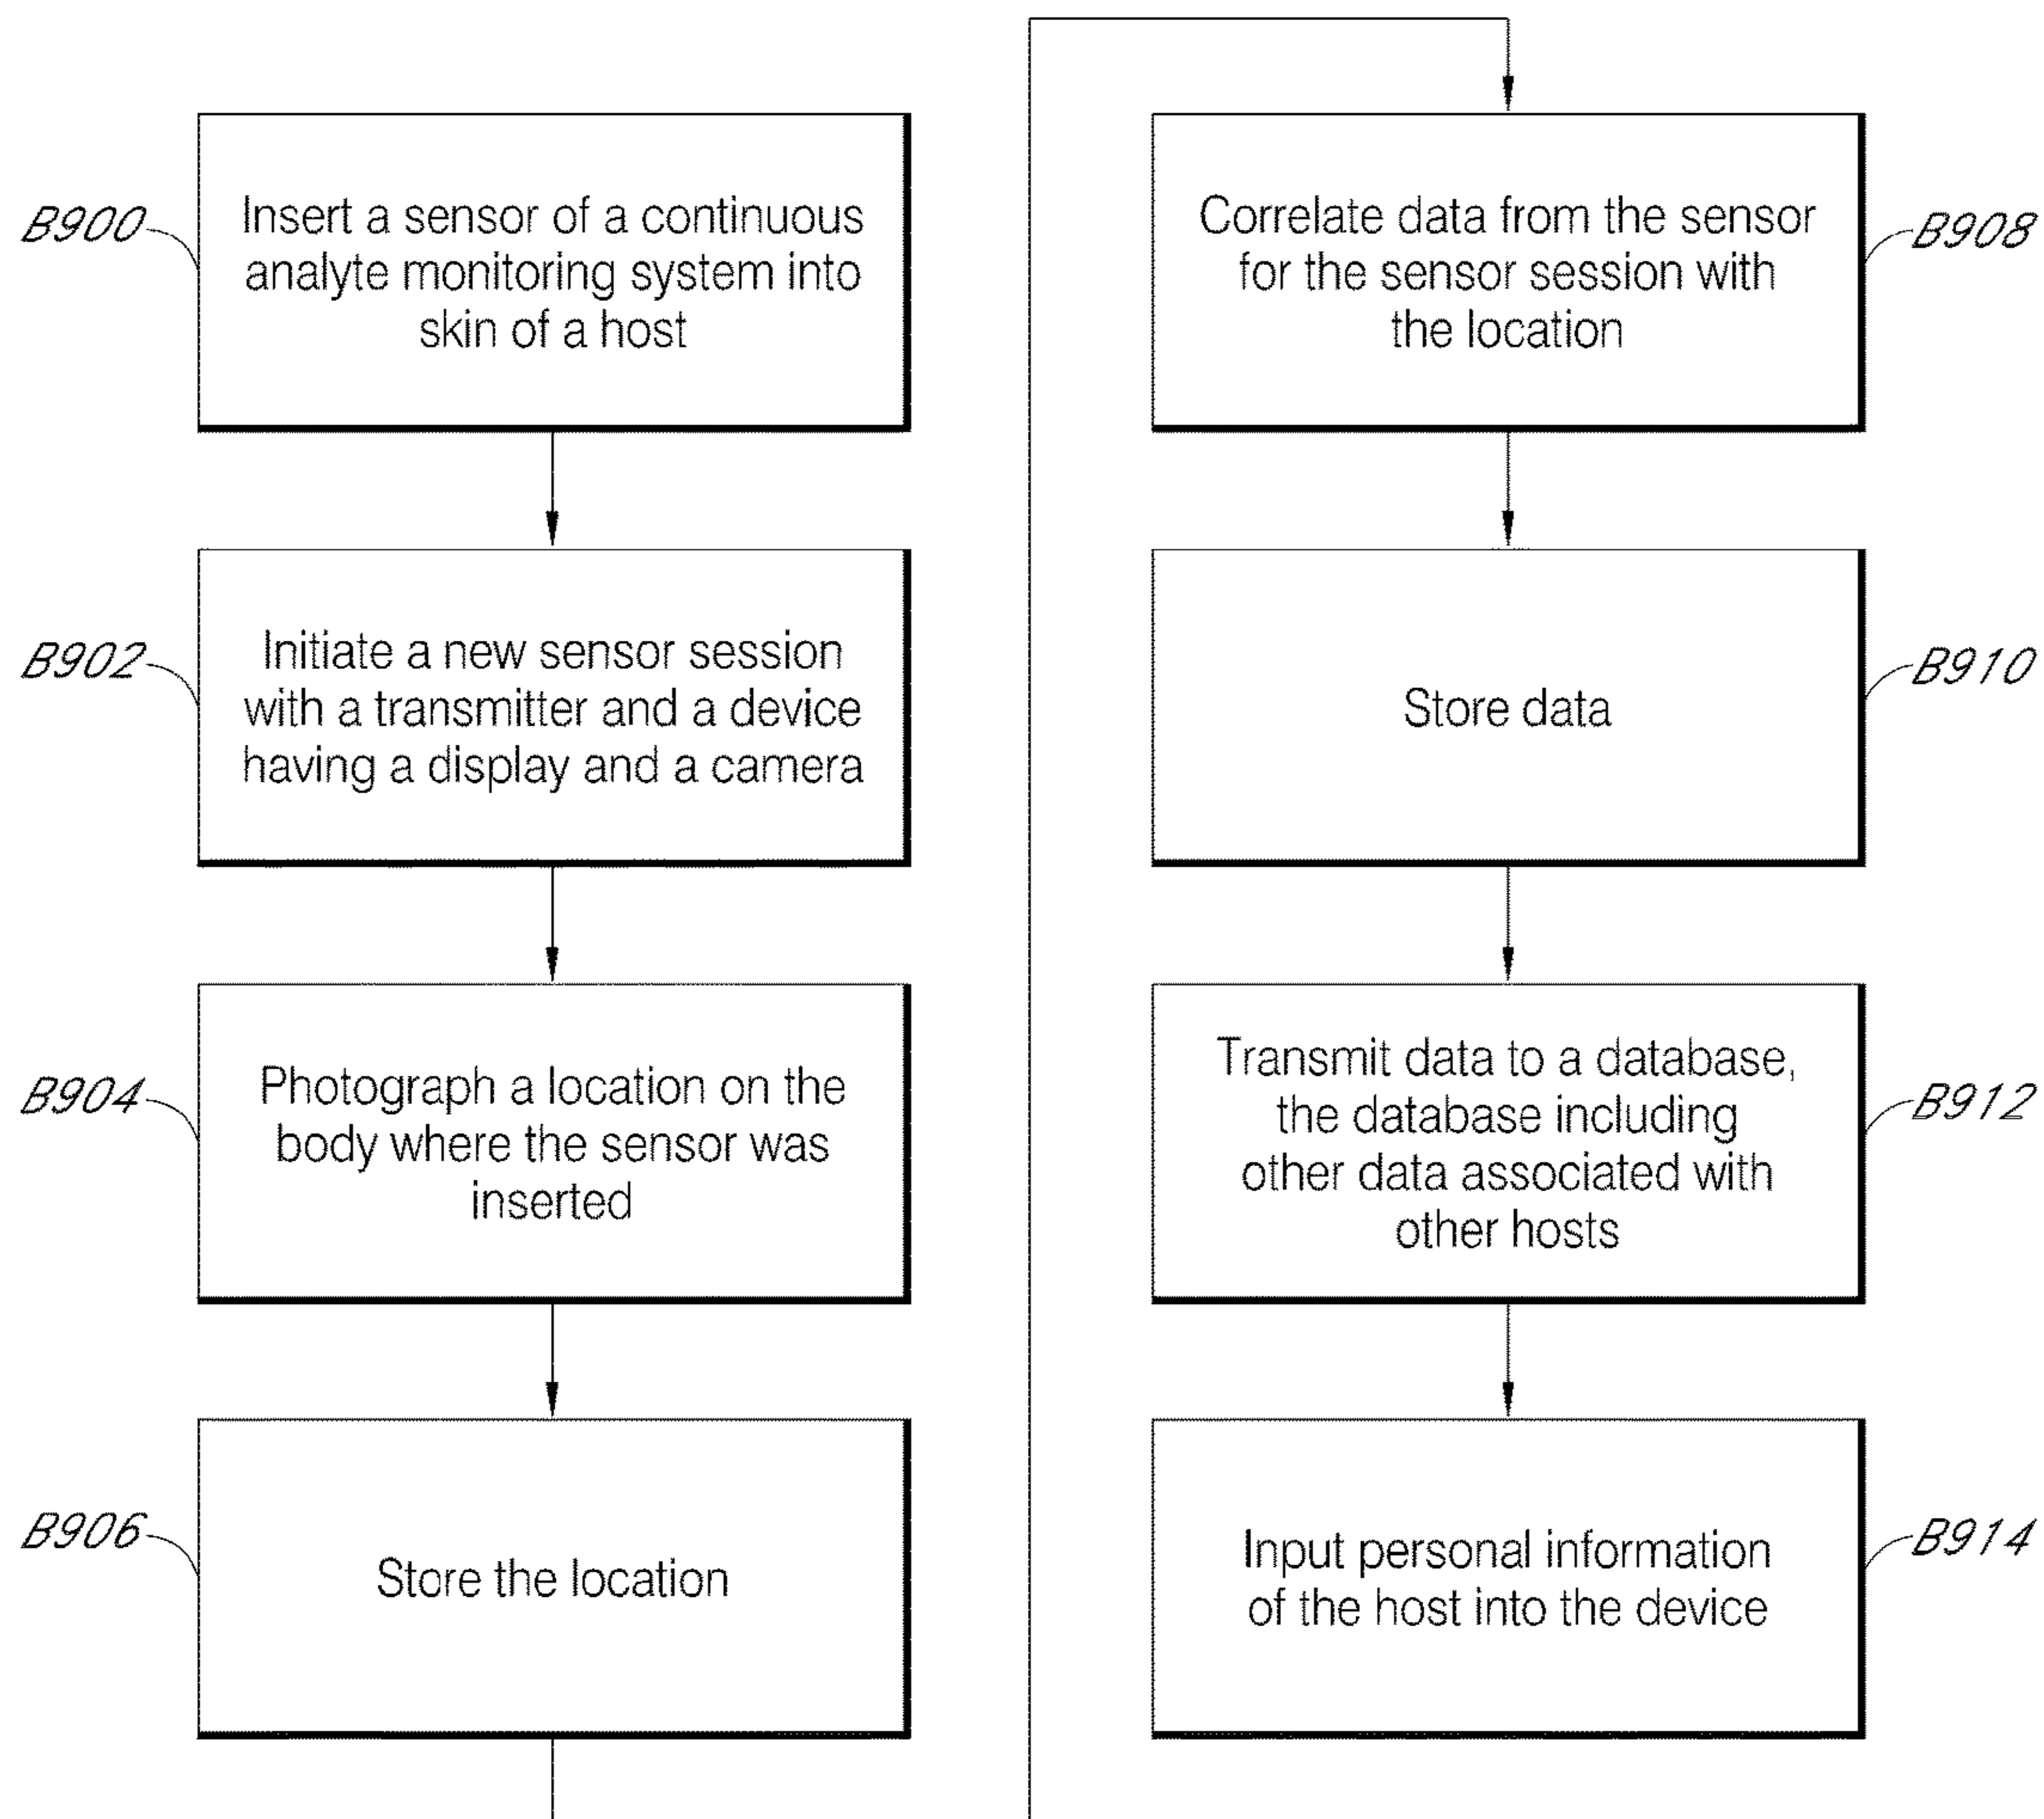 B900
Insert a sensor of a continuous
analyte monitoring system into
skin of a host
B902
Initiate a new sensor session
with a transmitter and a device
having a display and a camera
B904
Photograph a location on the
body where the sensor was
inserted
B906
Store the location
Correlate data from the sensor
for the sensor session with
the location
B908
Store data
B910
Transmit data to a database,
the database including
other data associated with
other hosts
B912
Input personal information
of the host into the device
B914